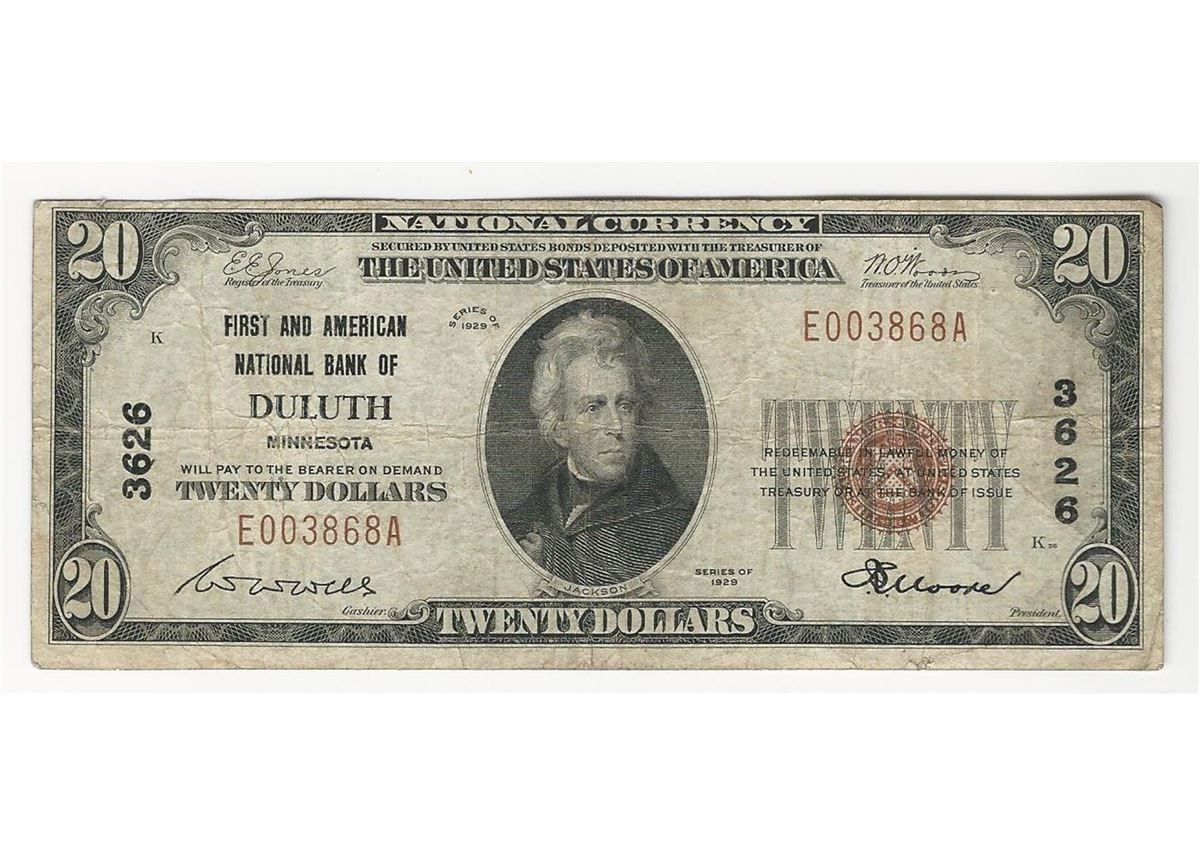 NATIONAL CURRENCY
SECURED BY UNITED STATES BONDS DEPOSITED WITH THE TREASURER OF
THE UNITED STATES OF AMERICA
20
20
E.E. Jones
Register of the Treasury.
W.O. Woods
Treasurer of the United States.
FIRST AND AMERICAN
NATIONAL BANK OF
DULUTH
MINNESOTA
WILL PAY TO THE BEARER ON DEMAND
TWENTY DOLLARS
E003868A
K
3626
SERIES OF
1929
E003868A
TWENTY
REDEEMABLE IN LAWFUL MONEY OF
THE UNITED STATES, AT UNITED STATES
TREASURY OR AT THE BANK OF ISSUE
3626
K 56
JACKSON
SERIES OF
1929
Cashier.
Moore
President.
20
TWENTY DOLLARS
20